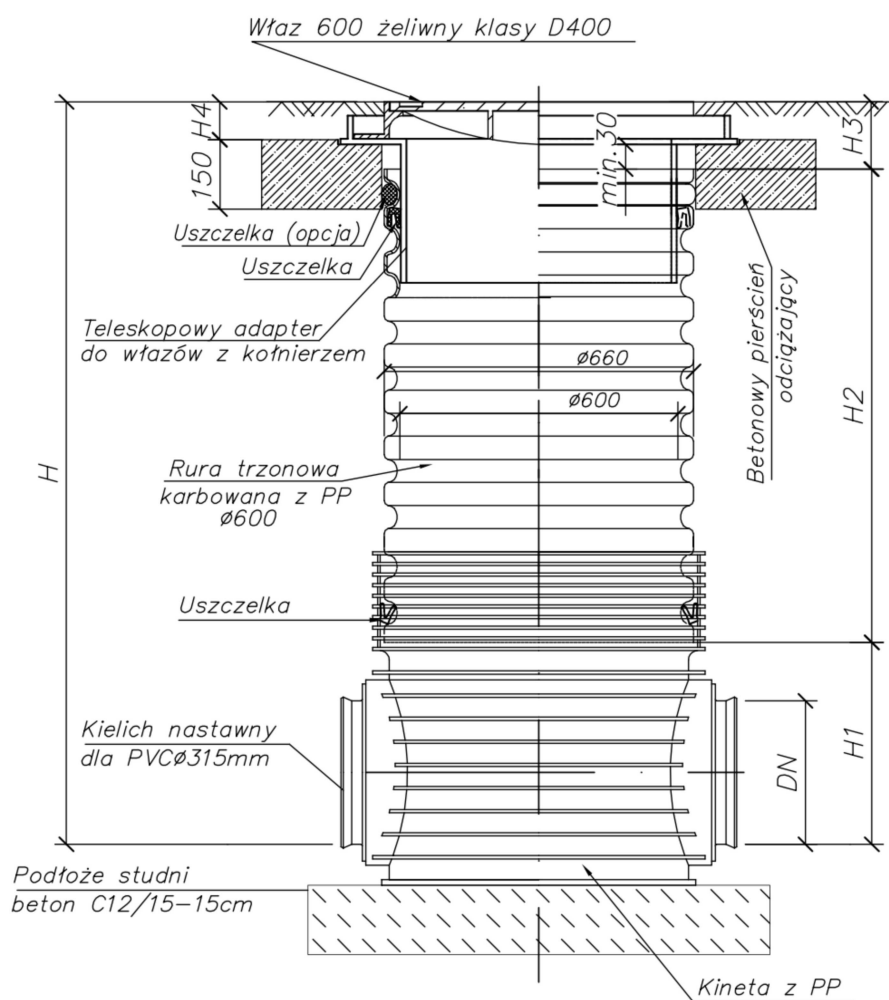 Właz 600 żeliwny klasy D400
H4
H3
150
min. 30
Uszczelka (opcja)
Uszczelka
Teleskopowy adapter
do włazów z kołnierzem
Betonowy pierścień
odciążający
ø660
ø600
H
H2
Rura trzonowa
karbowana z PP
ø600
Uszczelka
Kielich nastawny
dla PVCø315mm
DN
H1
Podłoże studni
beton C12/15-15cm
Kineta z PP